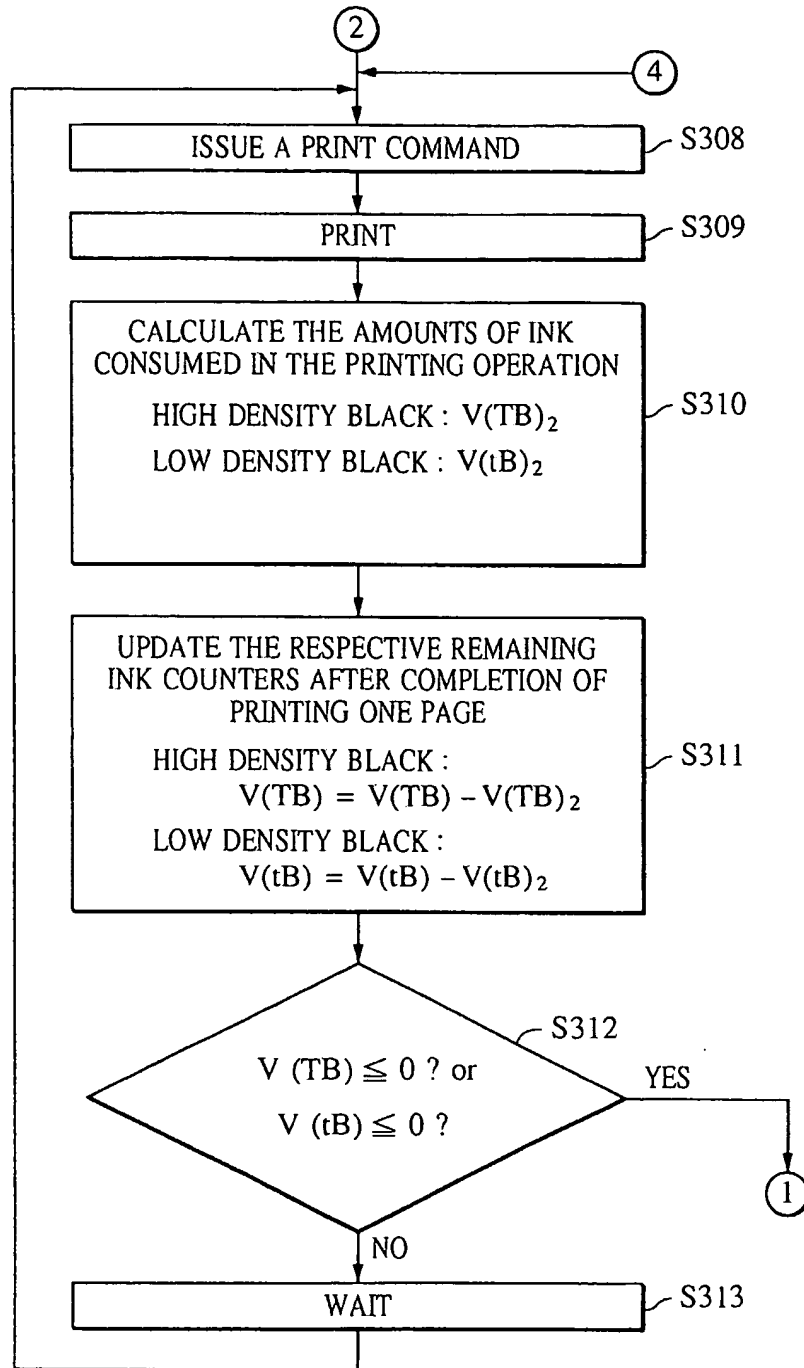 2
4
ISSUE A PRINT COMMAND
S308
PRINT
S309
CALCULATE THE AMOUNTS OF INK
CONSUMED IN THE PRINTING OPERATION
HIGH DENSITY BLACK : V(TB)₂
LOW DENSITY BLACK : V(tB)₂
S310
UPDATE THE RESPECTIVE REMAINING
INK COUNTERS AFTER COMPLETION OF
PRINTING ONE PAGE
HIGH DENSITY BLACK :
V(TB) = V(TB) – V(TB)₂
LOW DENSITY BLACK :
V(tB) = V(tB) – V(tB)₂
S311
S312
V (TB) ≦ 0 ? or
V (tB) ≦ 0 ?
YES
1
NO
WAIT
S313